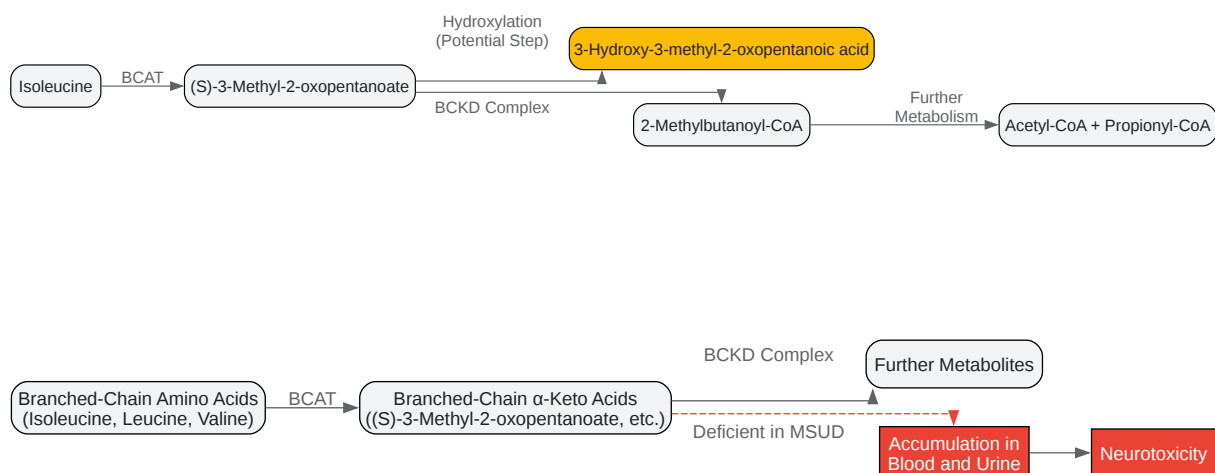 Hydroxylation
(Potential Step)
3-Hydroxy-3-methyl-2-oxopentanoic acid
Isoleucine
BCAT
(S)-3-Methyl-2-oxopentanoate
BCKD Complex
2-Methylbutanoyl-CoA
Further
Metabolism
Acetyl-CoA + Propionyl-CoA
BCKD Complex
Further Metabolites
Branched-Chain Amino Acids
(Isoleucine, Leucine, Valine)
BCAT
Branched-Chain α-Keto Acids
((S)-3-Methyl-2-oxopentanoate, etc.)
Deficient in MSUD
Accumulation in
Blood and Urine
Neurotoxicity